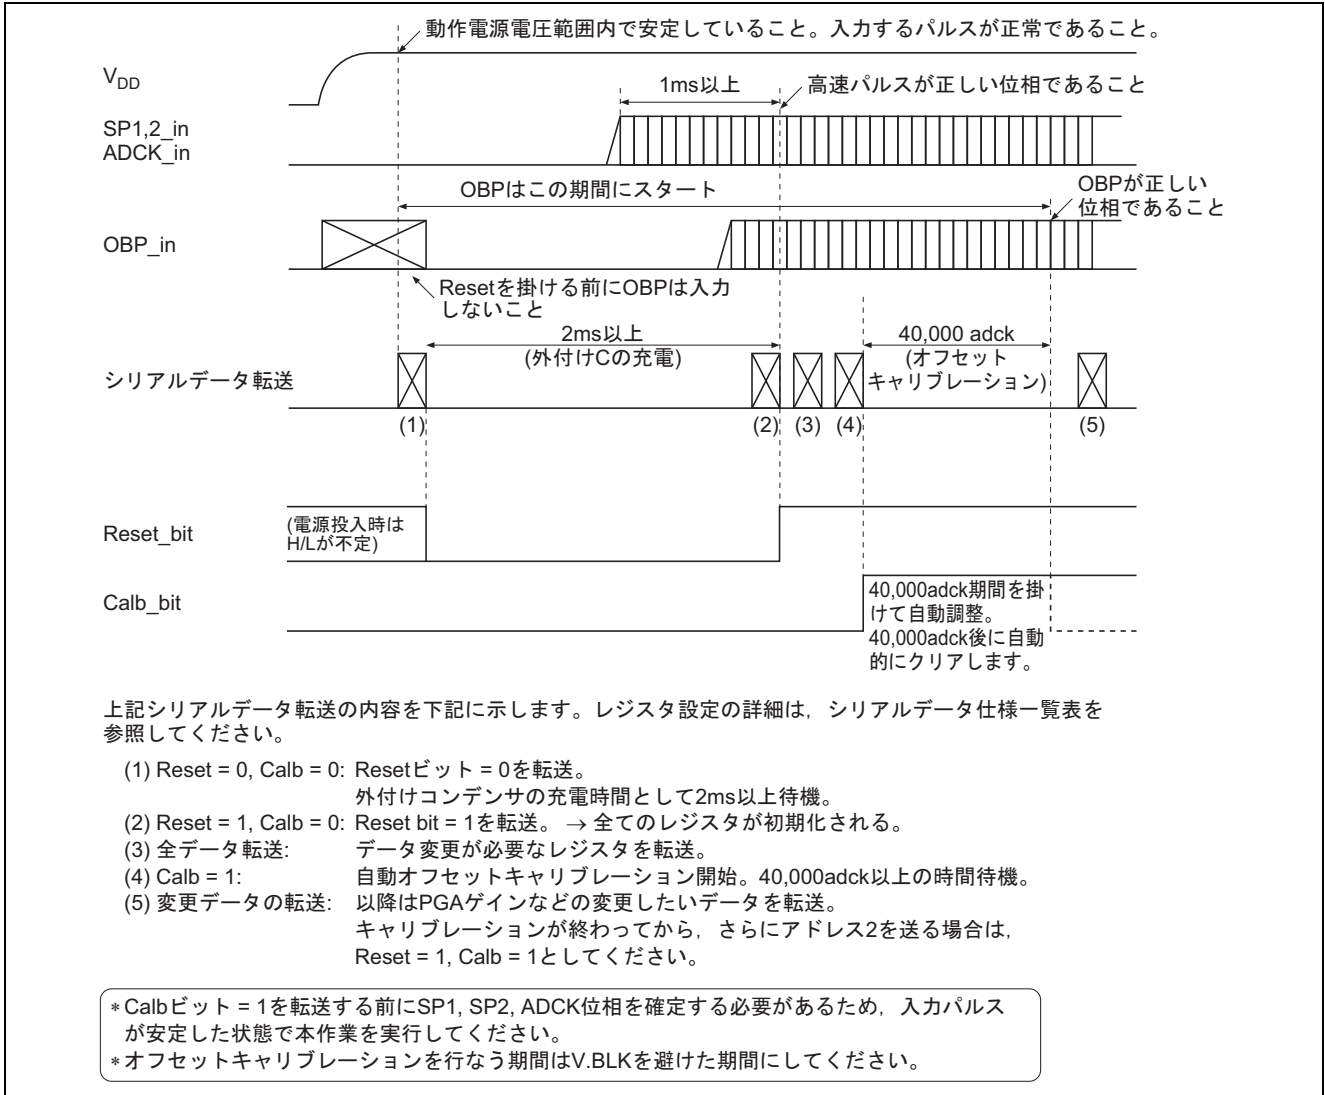 動作電源電圧範囲内で安定していること。入力するパルスが正常であること。
VDD
1ms以上
高速パルスが正しい位相であること
SP1,2_in
ADCK_in
OBPはこの期間にスタート
OBPが正しい
位相であること
OBP_in
Resetを掛ける前にOBPは入力
しないこと
2ms以上
(外付けCの充電)
40,000 adck
(オフセット
キャリブレーション)
シリアルデータ転送
(1)
(2)
(3)
(4)
(5)
Reset_bit
(電源投入時は
H/Lが不定)
Calb_bit
40,000adck期間を掛
けて自動調整。
40,000adck後に自動
的にクリアします。
上記シリアルデータ転送の内容を下記に示します。レジスタ設定の詳細は，シリアルデータ仕様一覧表を
参照してください。
(1) Reset = 0, Calb = 0: Resetビット = 0を転送。
外付けコンデンサの充電時間として2ms以上待機。
(2) Reset = 1, Calb = 0: Reset bit = 1を転送。 → 全てのレジスタが初期化される。
(3) 全データ転送: データ変更が必要なレジスタを転送。
(4) Calb = 1: 自動オフセットキャリブレーション開始。40,000adck以上の時間待機。
(5) 変更データの転送: 以降はPGAゲインなどの変更したいデータを転送。
キャリブレーションが終わってから，さらにアドレス2を送る場合は，
Reset = 1, Calb = 1としてください。
* Calbビット = 1を転送する前にSP1, SP2, ADCK位相を確定する必要があるため，入力パルス
が安定した状態で本作業を実行してください。
* オフセットキャリブレーションを行なう期間はV.BLKを避けた期間にしてください。